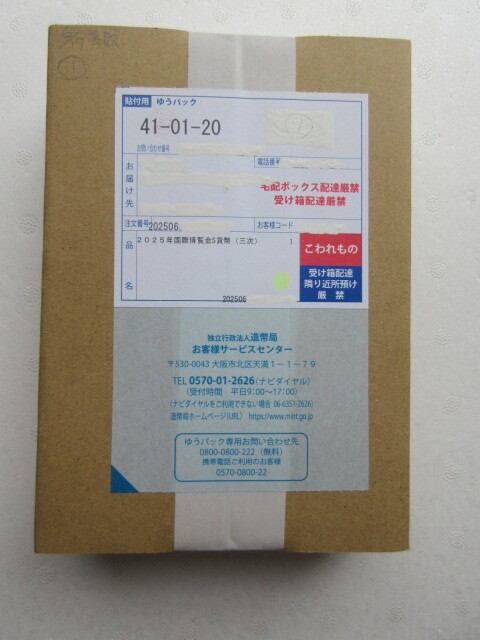 ①
貼付用 ゆうパック
41-01-20
①
お問い合わせ番号
電話番号
お届け先
宅配ボックス配達厳禁
受け箱配達厳禁
注文番号 202506
お客様コード
品名
2025年国際博覧会S貨幣(三次) 1
こわれもの
受け箱配達
隣り近所預け
厳禁
202506
独立行政法人造幣局
お客様サービスセンター
〒530-0043 大阪市北区天満1-1-79
TEL 0570-01-2626(ナビダイヤル)
(受付時間 平日9:00~17:00)
(ナビダイヤルをご利用できない場合 06-6351-2626)
造幣局ホームページ(URL) https://www.mint.go.jp
ゆうパック専用お問い合わせ先
0800-0800-222(無料)
携帯電話ご利用のお客様
0570-0800-22